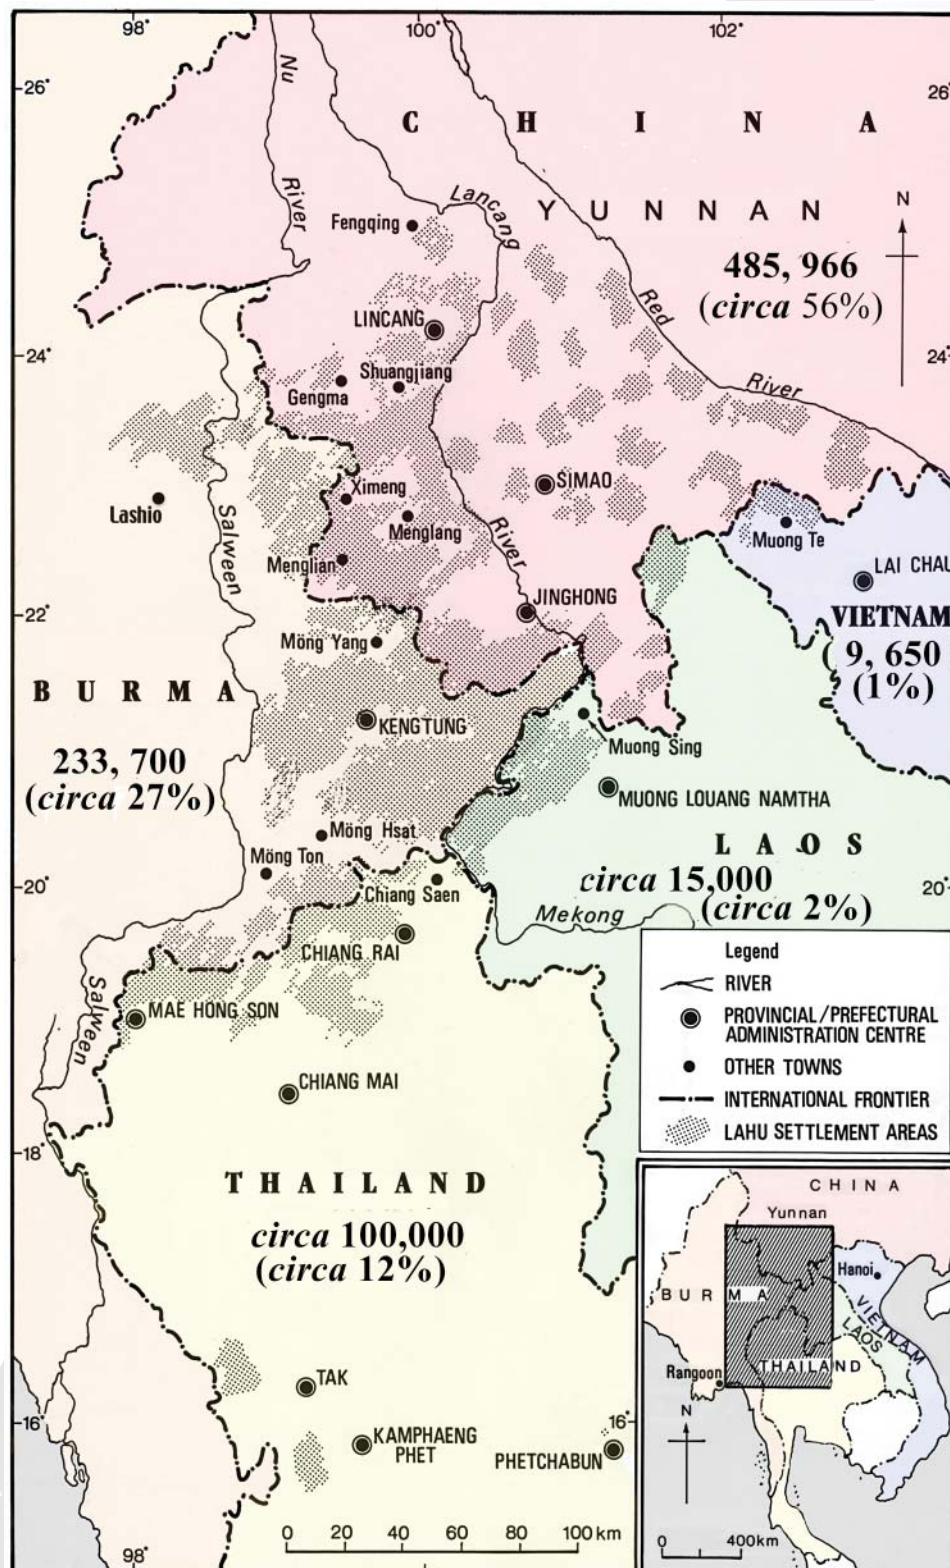 98°
100°
102°
26°
26
Nu
River
C H I N A
Lancang
YUNNAN
N
Fengqing
485, 966
(circa 56%)
Red
River
LINCANG
24°
24°
Shuangjiang
Gengma
Ximeng
SIMAO
Lashio
Salween
Menglang
River
Muong Te
Menglian
LAI CHAU
JINGHONG
22°
VIETNAM
Möng Yang
9, 650
(1%)
B U R M A
KENGTUNG
Muong Sing
233, 700
(circa 27%)
MUONG LOUANG NAMTHA
Möng Hsat
L A O S
Möng Ton
circa 15,000
20°
Chiang Saen
20°
Mekong
(circa 2%)
CHIANG RAI
Salween
MAE HONG SON
CHIANG MAI
18°
Legend
RIVER
PROVINCIAL/PREFECTURAL
ADMINISTRATION CENTRE
OTHER TOWNS
INTERNATIONAL FRONTIER
LAHU SETTLEMENT AREAS
T H A I L A N D
circa 100,000
(circa 12%)
TAK
16°
16°
KAMPHAENG
PHET
PHETCHABUN
0 20 40 60 80 100 km
98°
CHINA
Yunnan
Hanoi
BURMA
VIETNAM
LAOS
THAILAND
Rangoon
N
0 400km